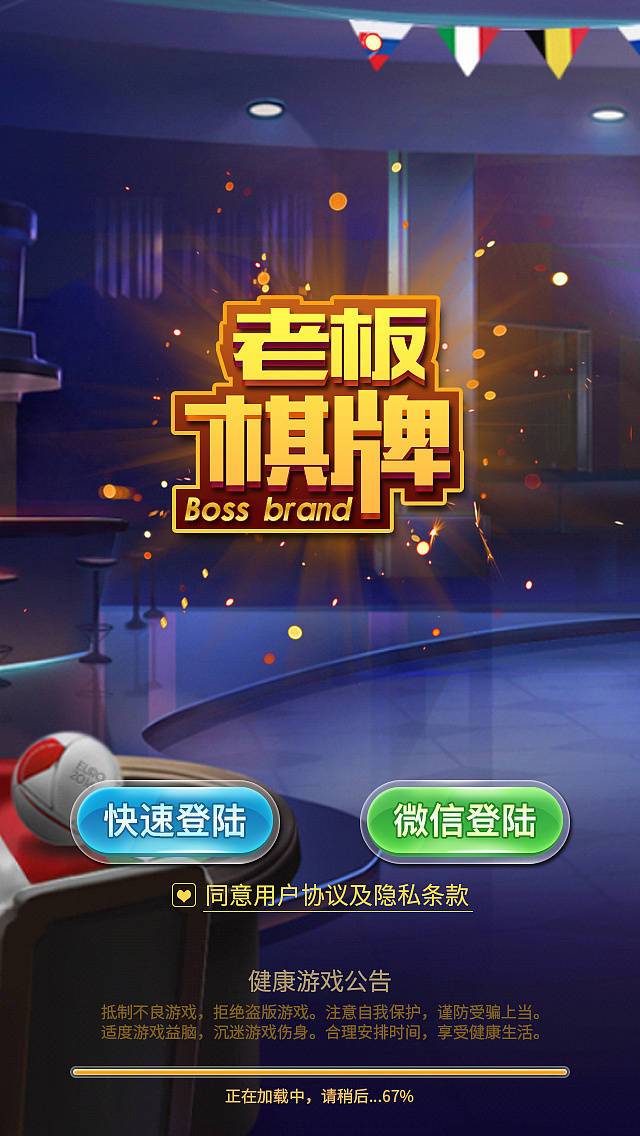 老板
棋牌
Boss brand
EURO
快速登陆
微信登陆
同意用户协议及隐私条款
健康游戏公告
抵制不良游戏，拒绝盗版游戏。注意自我保护，谨防受骗上当。
适度游戏益脑，沉迷游戏伤身。合理安排时间，享受健康生活。
正在加载中，请稍后...67%